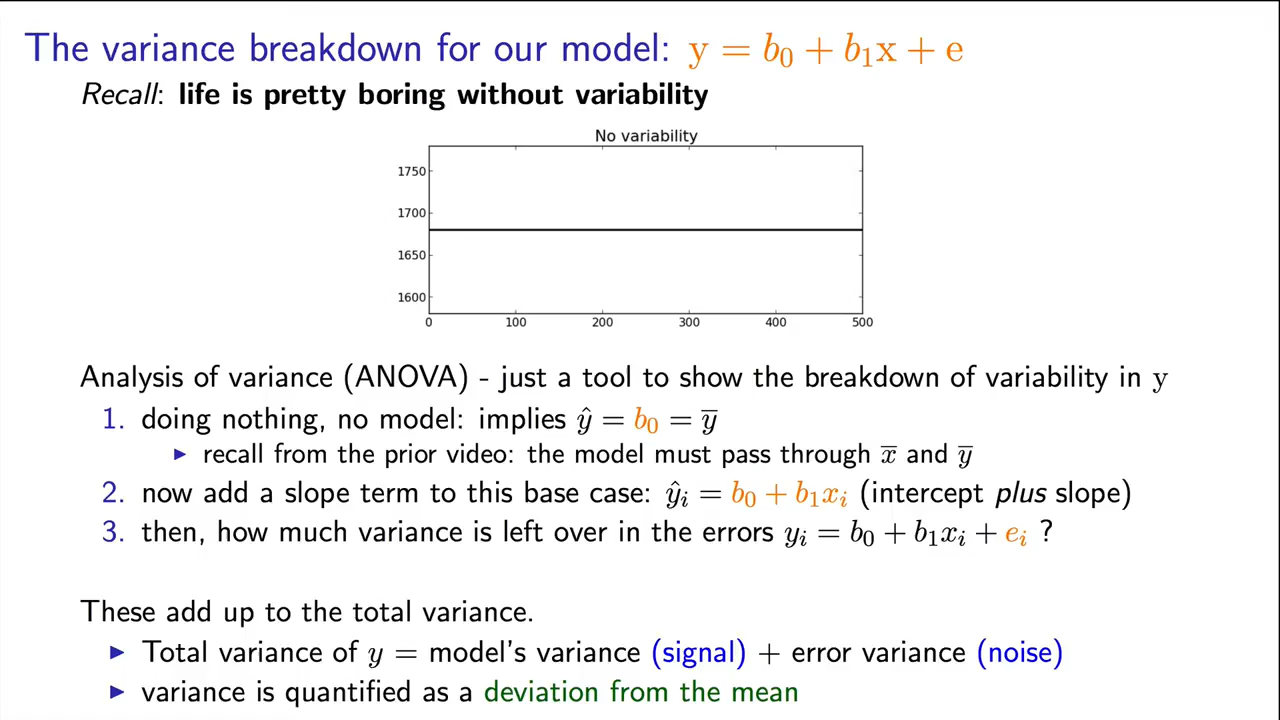 The variance breakdown for our model: y = b₀ + b₁x + e
Recall: life is pretty boring without variability
No variability
1750
1700
1650
1600
0 100 200 300 400 500
Analysis of variance (ANOVA) - just a tool to show the breakdown of variability in y
1. doing nothing, no model: implies ŷ = b₀ = y̅
▶ recall from the prior video: the model must pass through x̅ and y̅
2. now add a slope term to this base case: ŷᵢ = b₀ + b₁xᵢ (intercept plus slope)
3. then, how much variance is left over in the errors yᵢ = b₀ + b₁xᵢ + eᵢ ?
These add up to the total variance.
▶ Total variance of y = model's variance (signal) + error variance (noise)
▶ variance is quantified as a deviation from the mean